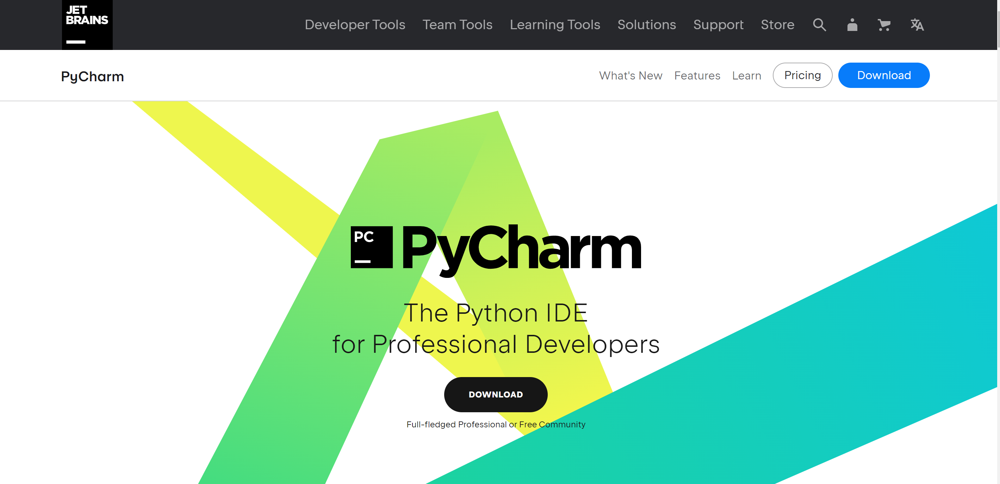 JET
BRAINS
Developer Tools Team Tools Learning Tools Solutions Support Store
PyCharm What's New Features Learn Pricing Download
PC PyCharm
The Python IDE
for Professional Developers
DOWNLOAD
Full-fledged Professional or Free Community